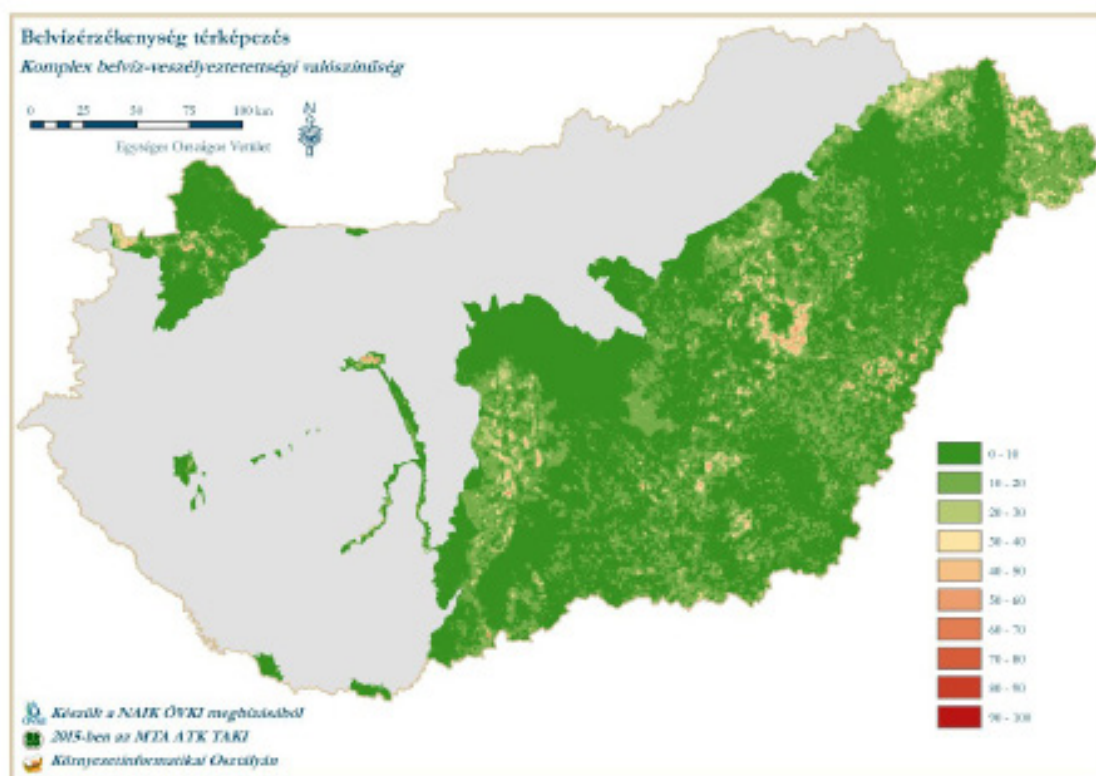 Belvízérzékenység térképezés
Komplex belvíz-veszélyeztetettségi valószínűség
0 25 50 75 100 km
N
Egységes Országos Vetület
0 - 10
10 - 20
20 - 30
30 - 40
40 - 50
50 - 60
60 - 70
70 - 80
80 - 90
90 - 100
Készült a NAIK ÖVKI megbízásából
2015-ben az MTA ATK TAKI
Környezetinformatikai Osztályán